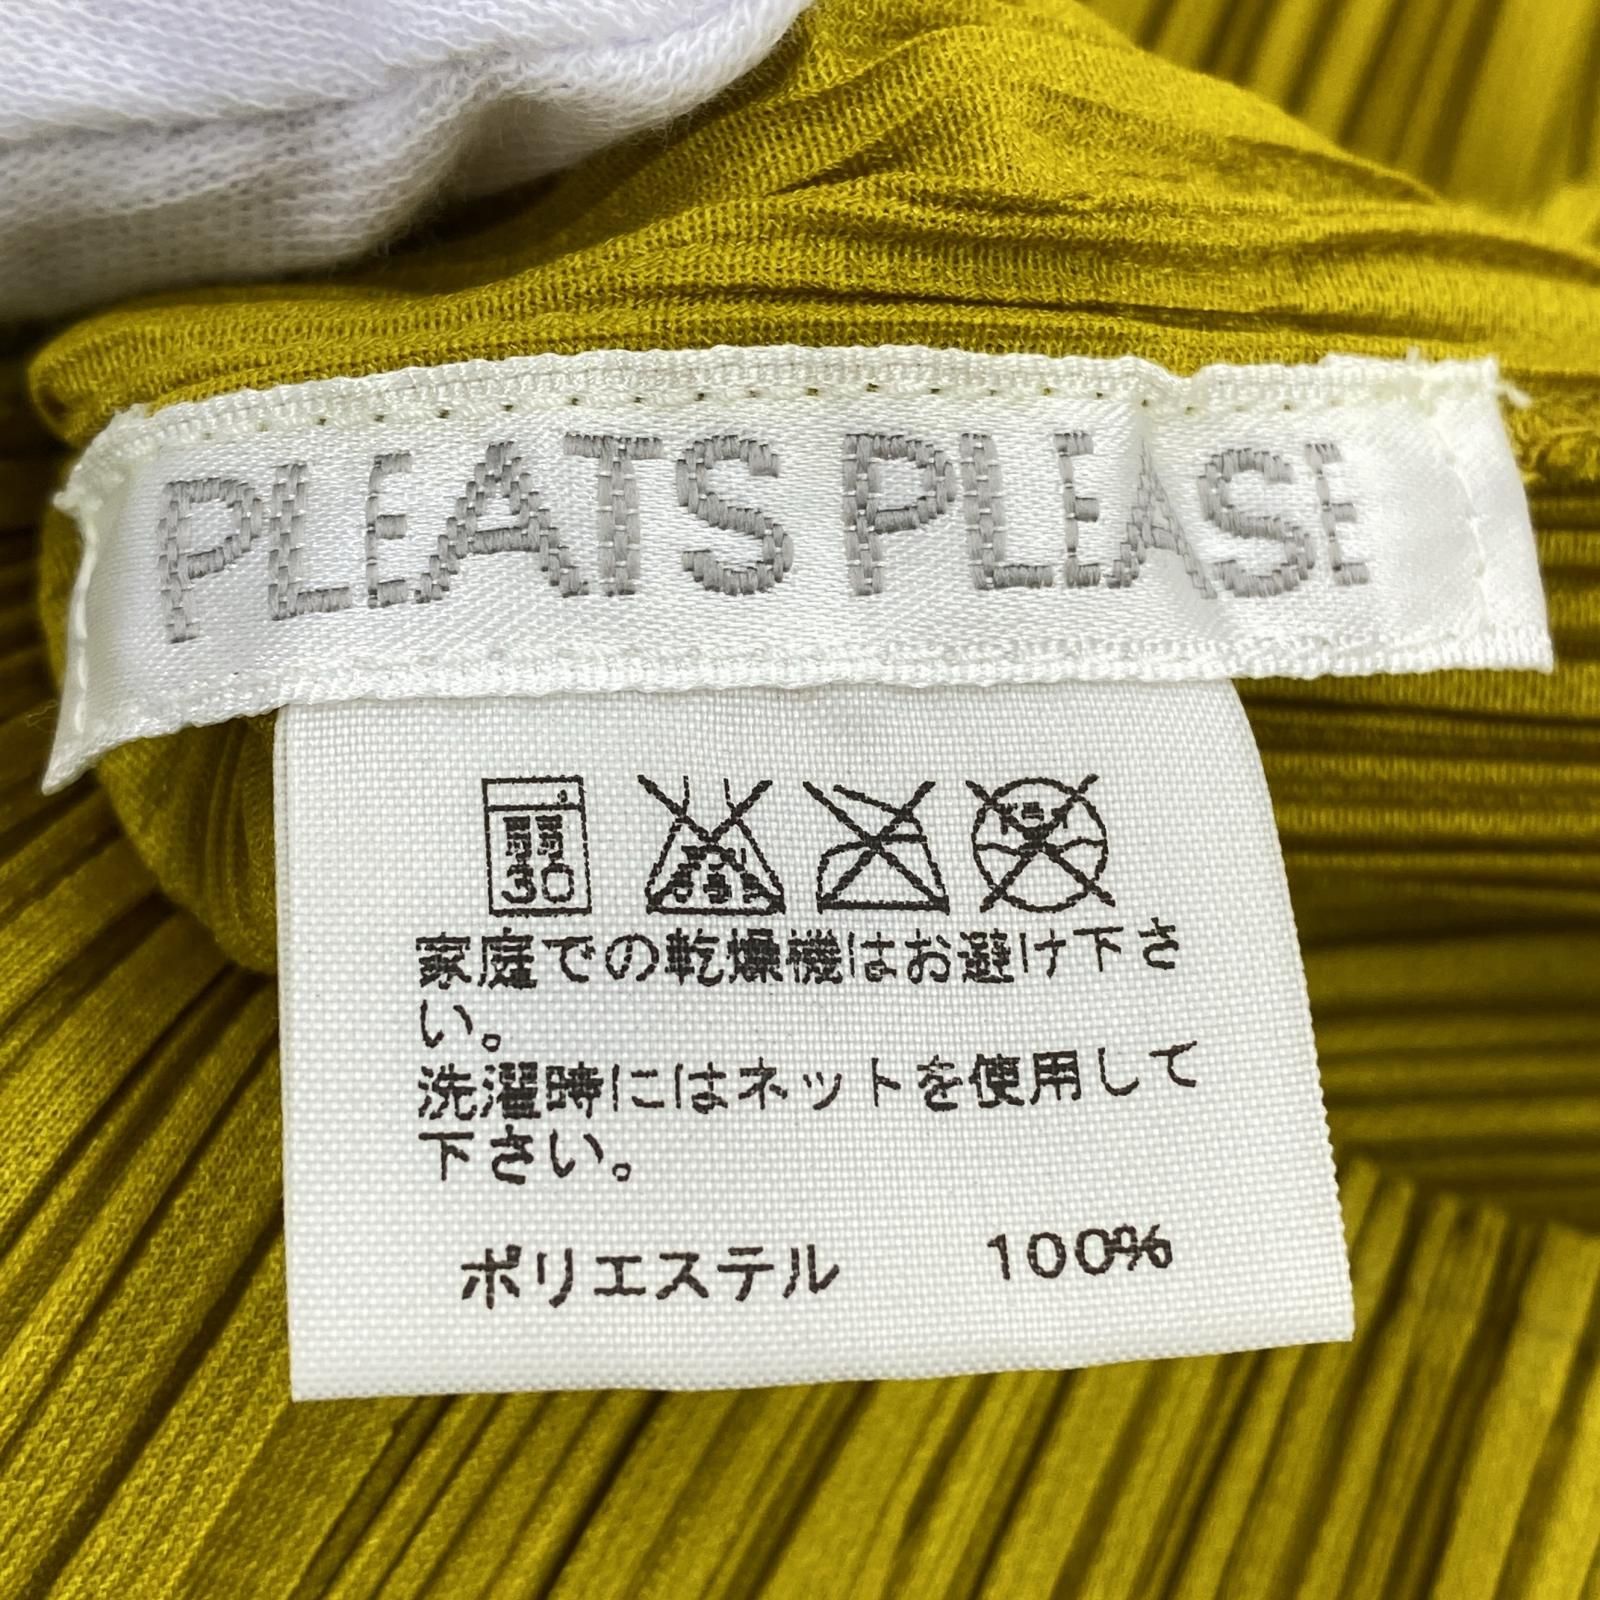 PLEATS PLEASE
30
家庭での乾燥機はお避け下さ
い。
洗濯時にはネットを使用して
下さい。
ポリエステル 100%